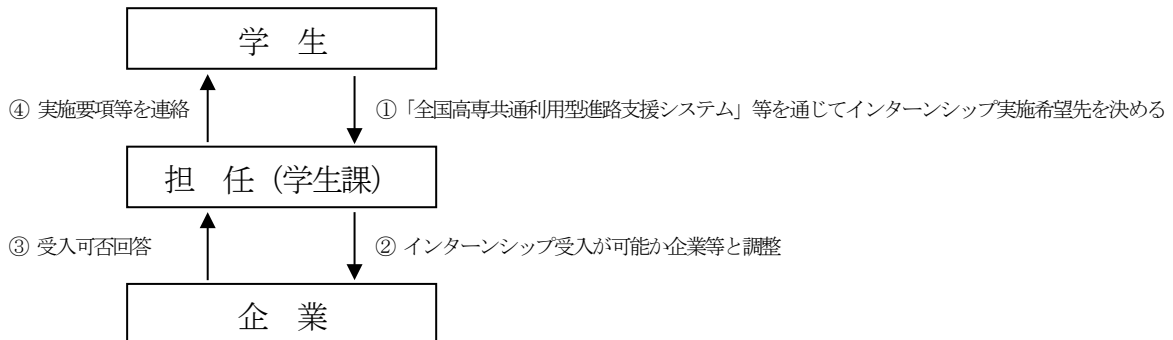 学　生
④ 実施要項等を連絡
①「全国高専共通利用型進路支援システム」等を通じてインターンシップ実施希望先を決める
担　任（学生課）
③ 受入可否回答
② インターンシップ受入が可能か企業等と調整
企　業